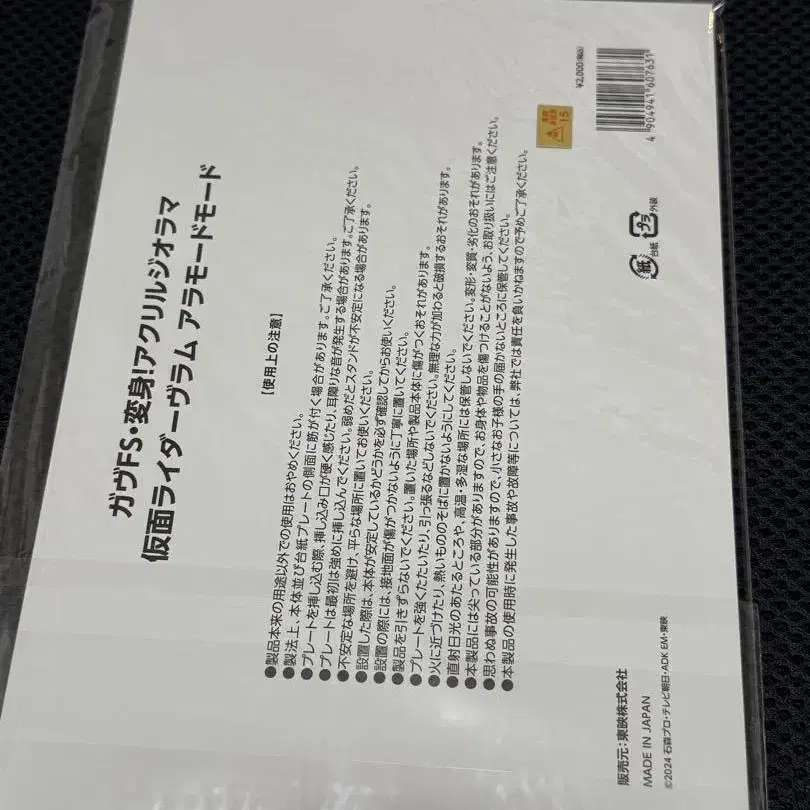 ガヴFS・変身!アクリルジオラマ
仮面ライダーヴラム アラモードモード
【使用上の注意】
●製品本来の用途以外での使用はおやめください。
●製法上、本体並び台紙プレートの側面に筋が付く場合があります。ご了承ください。
●プレートを挿し込む際、挿し込み口が硬く感じたり、耳障りな音が発生する場合があります。ご了承ください。
●プレートは最初は強めに挿し込んでください。弱めだとスタンドが不安定になる場合があります。
●不安定な場所を避け、平らな場所に置いてお使いください。
●設置した際は、本体が安定しているかどうかを必ず確認してからお使いください。
●設置の際には、接地面が傷がつかないように丁寧に置いてください。
●製品を引きずらないでください。置いた場所や製品本体に傷がつくおそれがあります。
●プレートを強くたたいたり、引っ張るなどしないでください。無理な力が加わると破損するおそれがあります。
●火に近づけたり、熱いもののそばに置かないようにしてください。
●直射日光のあたるところや、高温・多湿な場所には保管しないでください。変形・変質・劣化のおそれがあります。
●本製品には尖っている部分がありますので、お身体や物品を傷つけることがないよう、お取り扱いにはご注意ください。
●思わぬ事故の可能性がありますので、小さなお子様の手の届かないところに保管してください。
●本製品の使用時に発生した事故や故障等については、弊社では責任を負いかねますので予めご了承ください。
販売元:東映株式会社
MADE IN JAPAN
©2024 石森プロ・テレビ朝日・ADK EM・東映
¥2,000(税込)
4 904941 607631
15
紙
台紙
プラ
外装